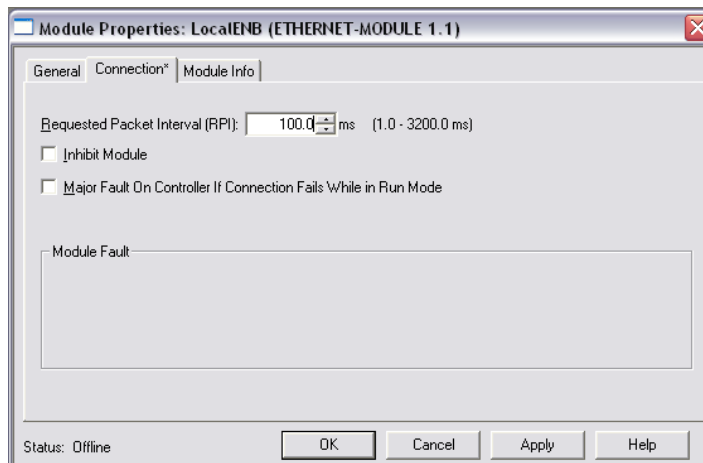 Module Properties: LocalENB (ETHERNET-MODULE 1.1)
General Connection* Module Info
Requested Packet Interval (RPI): 100.0 ms (1.0 - 3200.0 ms)
Inhibit Module
Major Fault On Controller If Connection Fails While in Run Mode
Module Fault
Status: Offline OK Cancel Apply Help